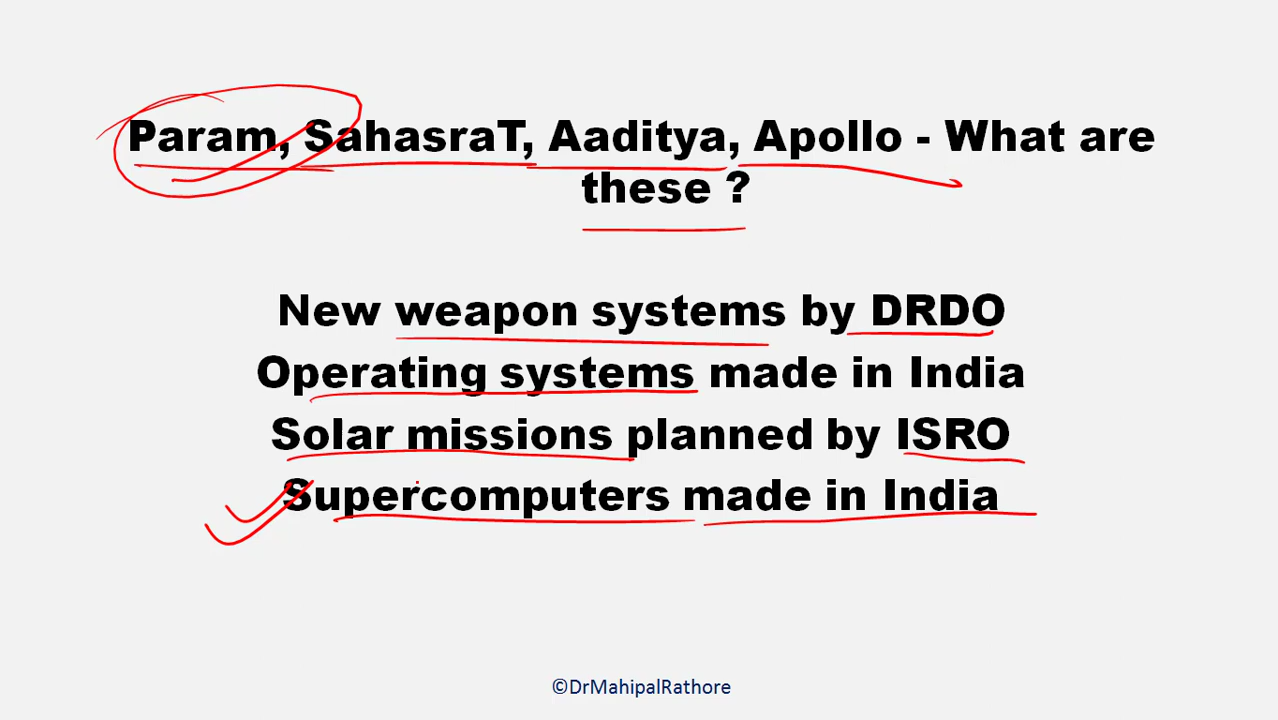 Param, SahasraT, Aaditya, Apollo - What are
these ?
New weapon systems by DRDO
Operating systems made in India
Solar missions planned by ISRO
Supercomputers made in India
©DrMahipalRathore